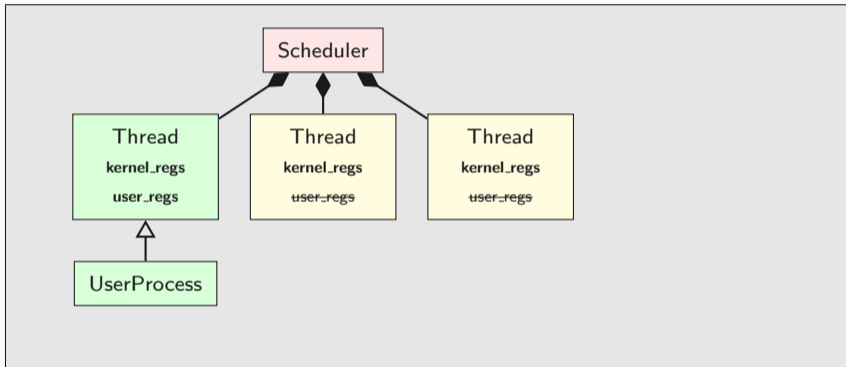 Scheduler
Thread
kernel_regs
user_regs
Thread
kernel_regs
user_regs
Thread
kernel_regs
user_regs
UserProcess